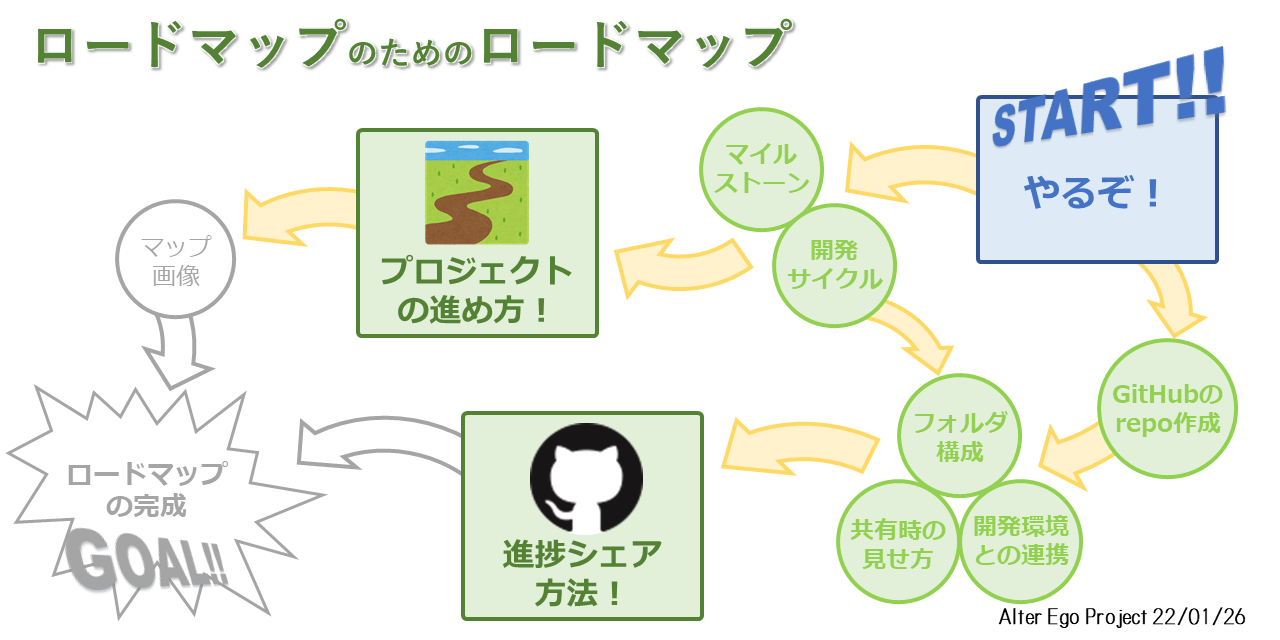 ロードマップのためのロードマップ
START!!
やるぞ！
マイル
ストーン
開発
サイクル
プロジェクト
の進め方！
マップ
画像
GitHubの
repo作成
フォルダ
構成
共有時の
見せ方
開発環境
との連携
進捗シェア
方法！
ロードマップ
の完成
GOAL!!
Alter Ego Project 22/01/26